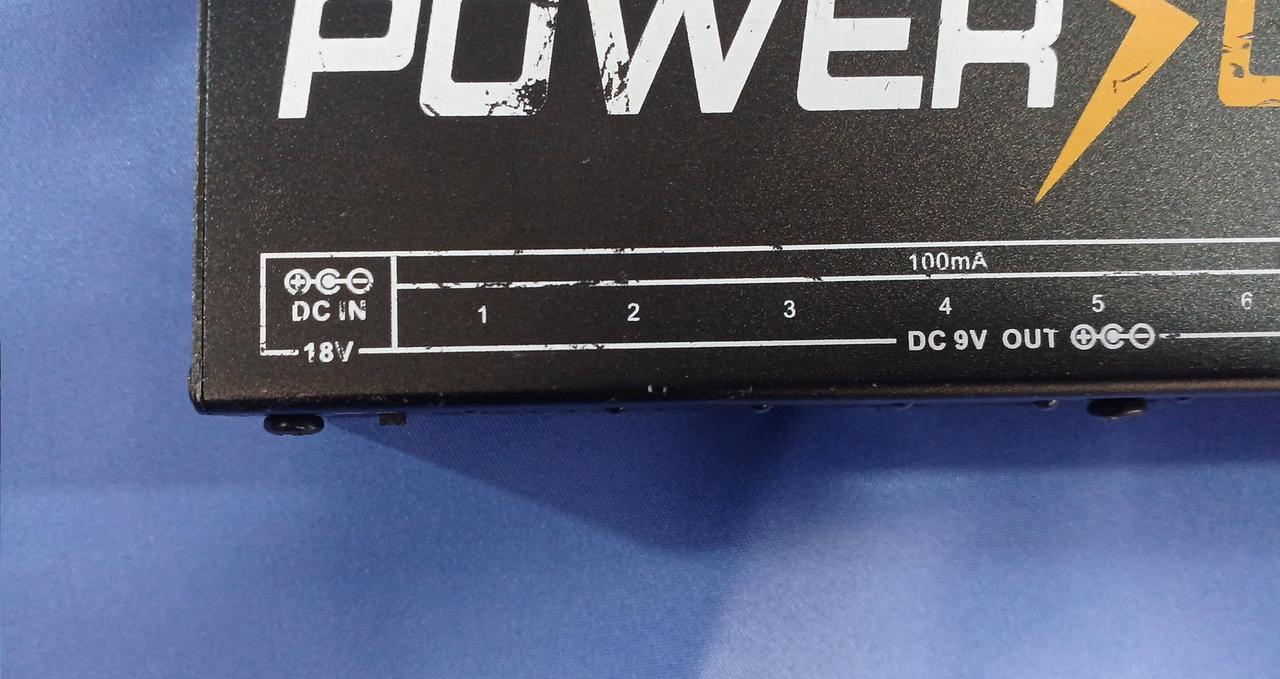 POWER
100mA
DC IN 1 2 3 4 5 6
18V DC 9V OUT